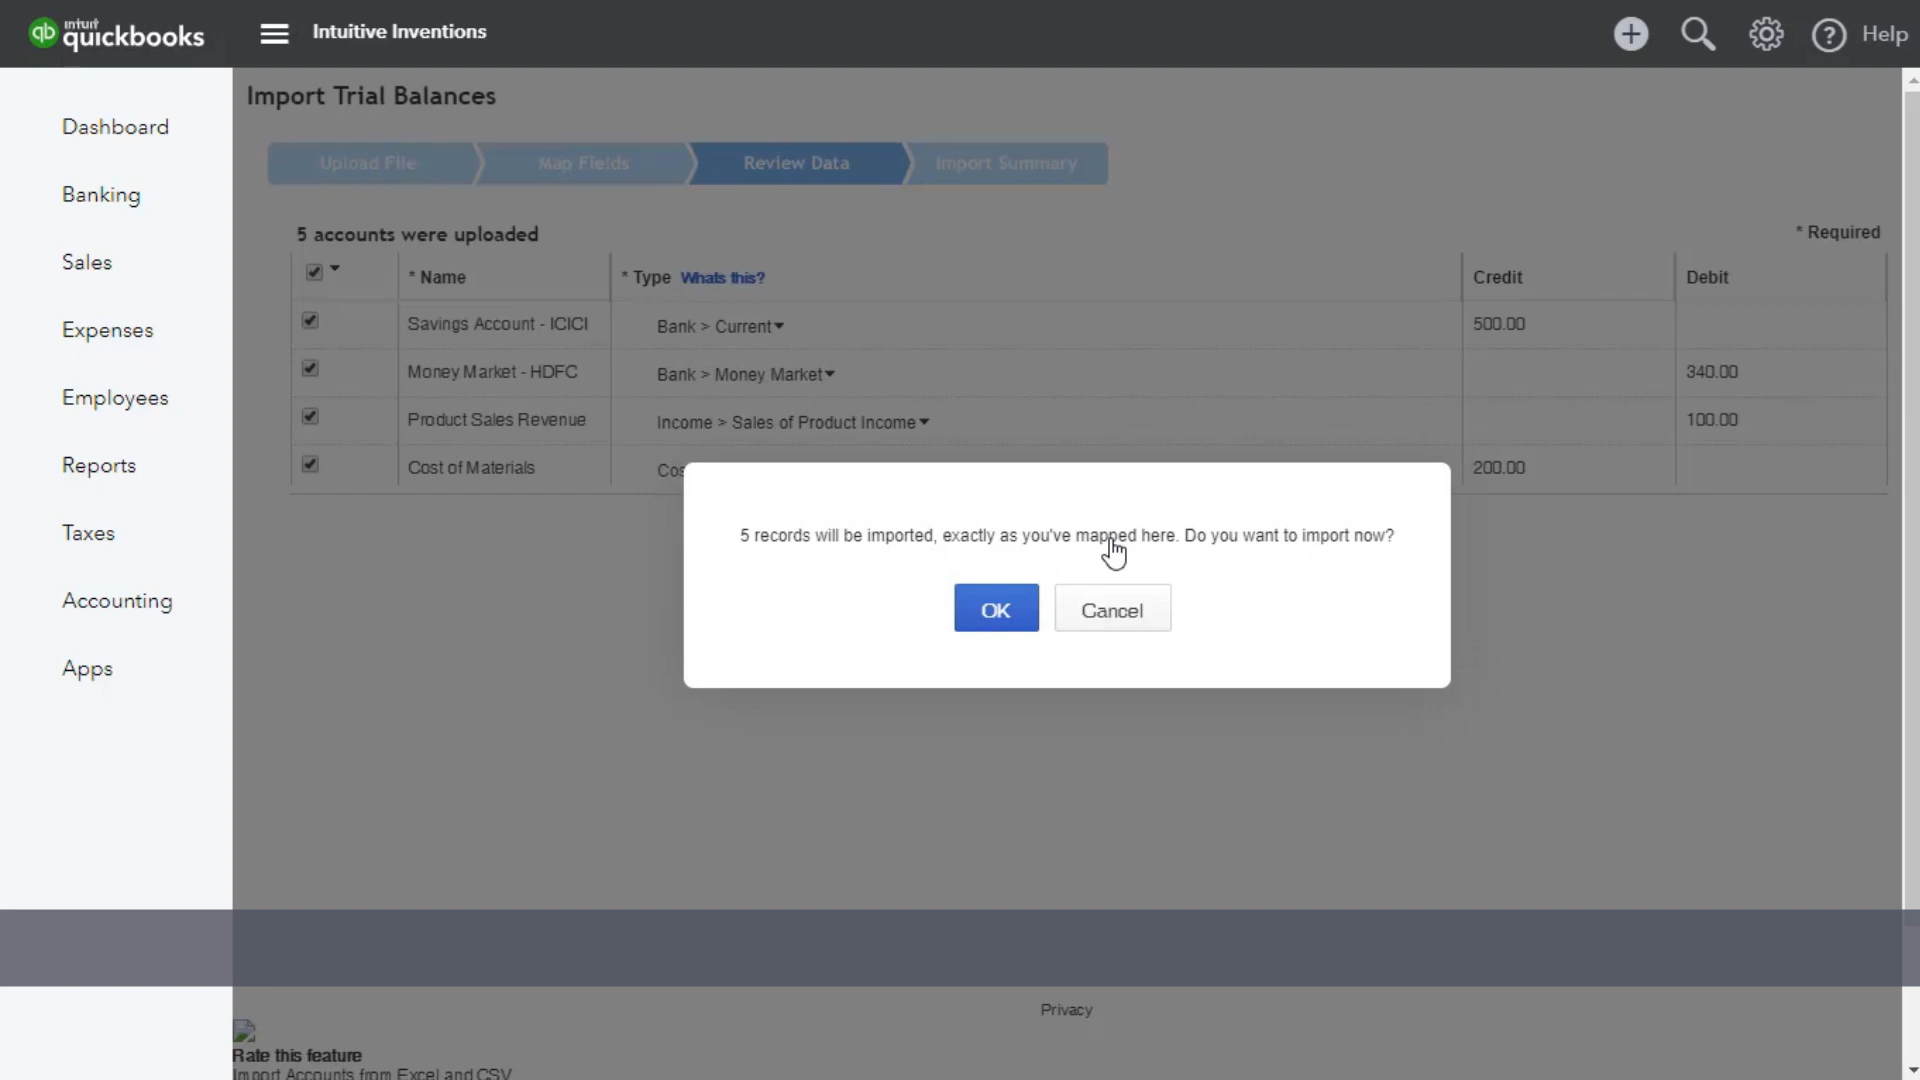 intuit
quickbooks
Intuitive Inventions
Help
Dashboard
Banking
Sales
Expenses
Employees
Reports
Taxes
Accounting
Apps
Import Trial Balances
Upload File
Map Fields
Review Data
Import Summary
5 accounts were uploaded
* Required
* Name
* Type Whats this?
Credit
Debit
Savings Account - ICICI
Bank > Current
500.00
Money Market - HDFC
Bank > Money Market
340.00
Product Sales Revenue
Income > Sales of Product Income
100.00
Cost of Materials
Cos
200.00
5 records will be imported, exactly as you've mapped here. Do you want to import now?
OK
Cancel
Privacy
Rate this feature
Import Accounts from Excel and CSV